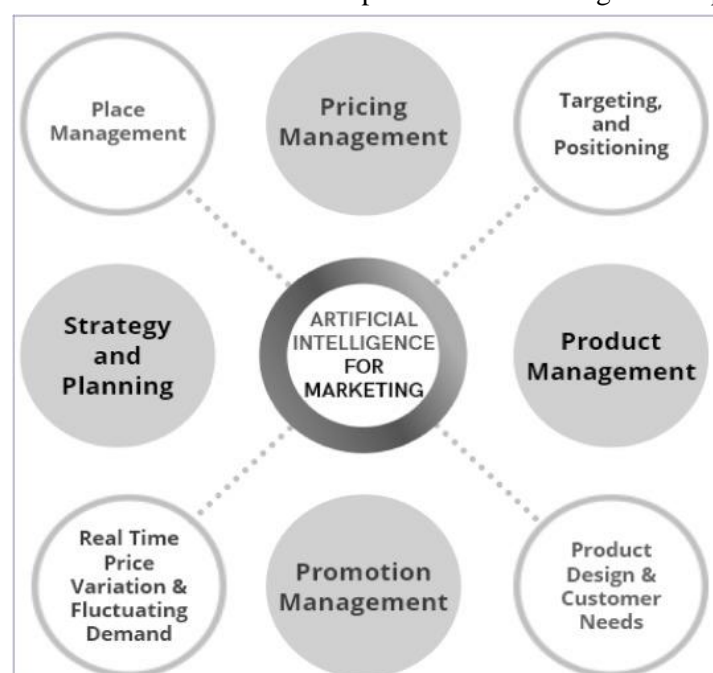 Place
Management
Pricing
Management
Targeting,
and
Positioning
Strategy
and
Planning
ARTIFICIAL
INTELLIGENCE
FOR
MARKETING
Product
Management
Real Time
Price
Variation &
Fluctuating
Demand
Promotion
Management
Product
Design &
Customer
Needs